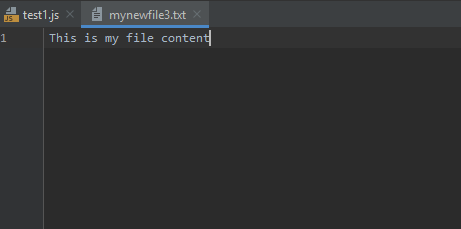 test1.js mynewfile3.txt
1 This is my file content